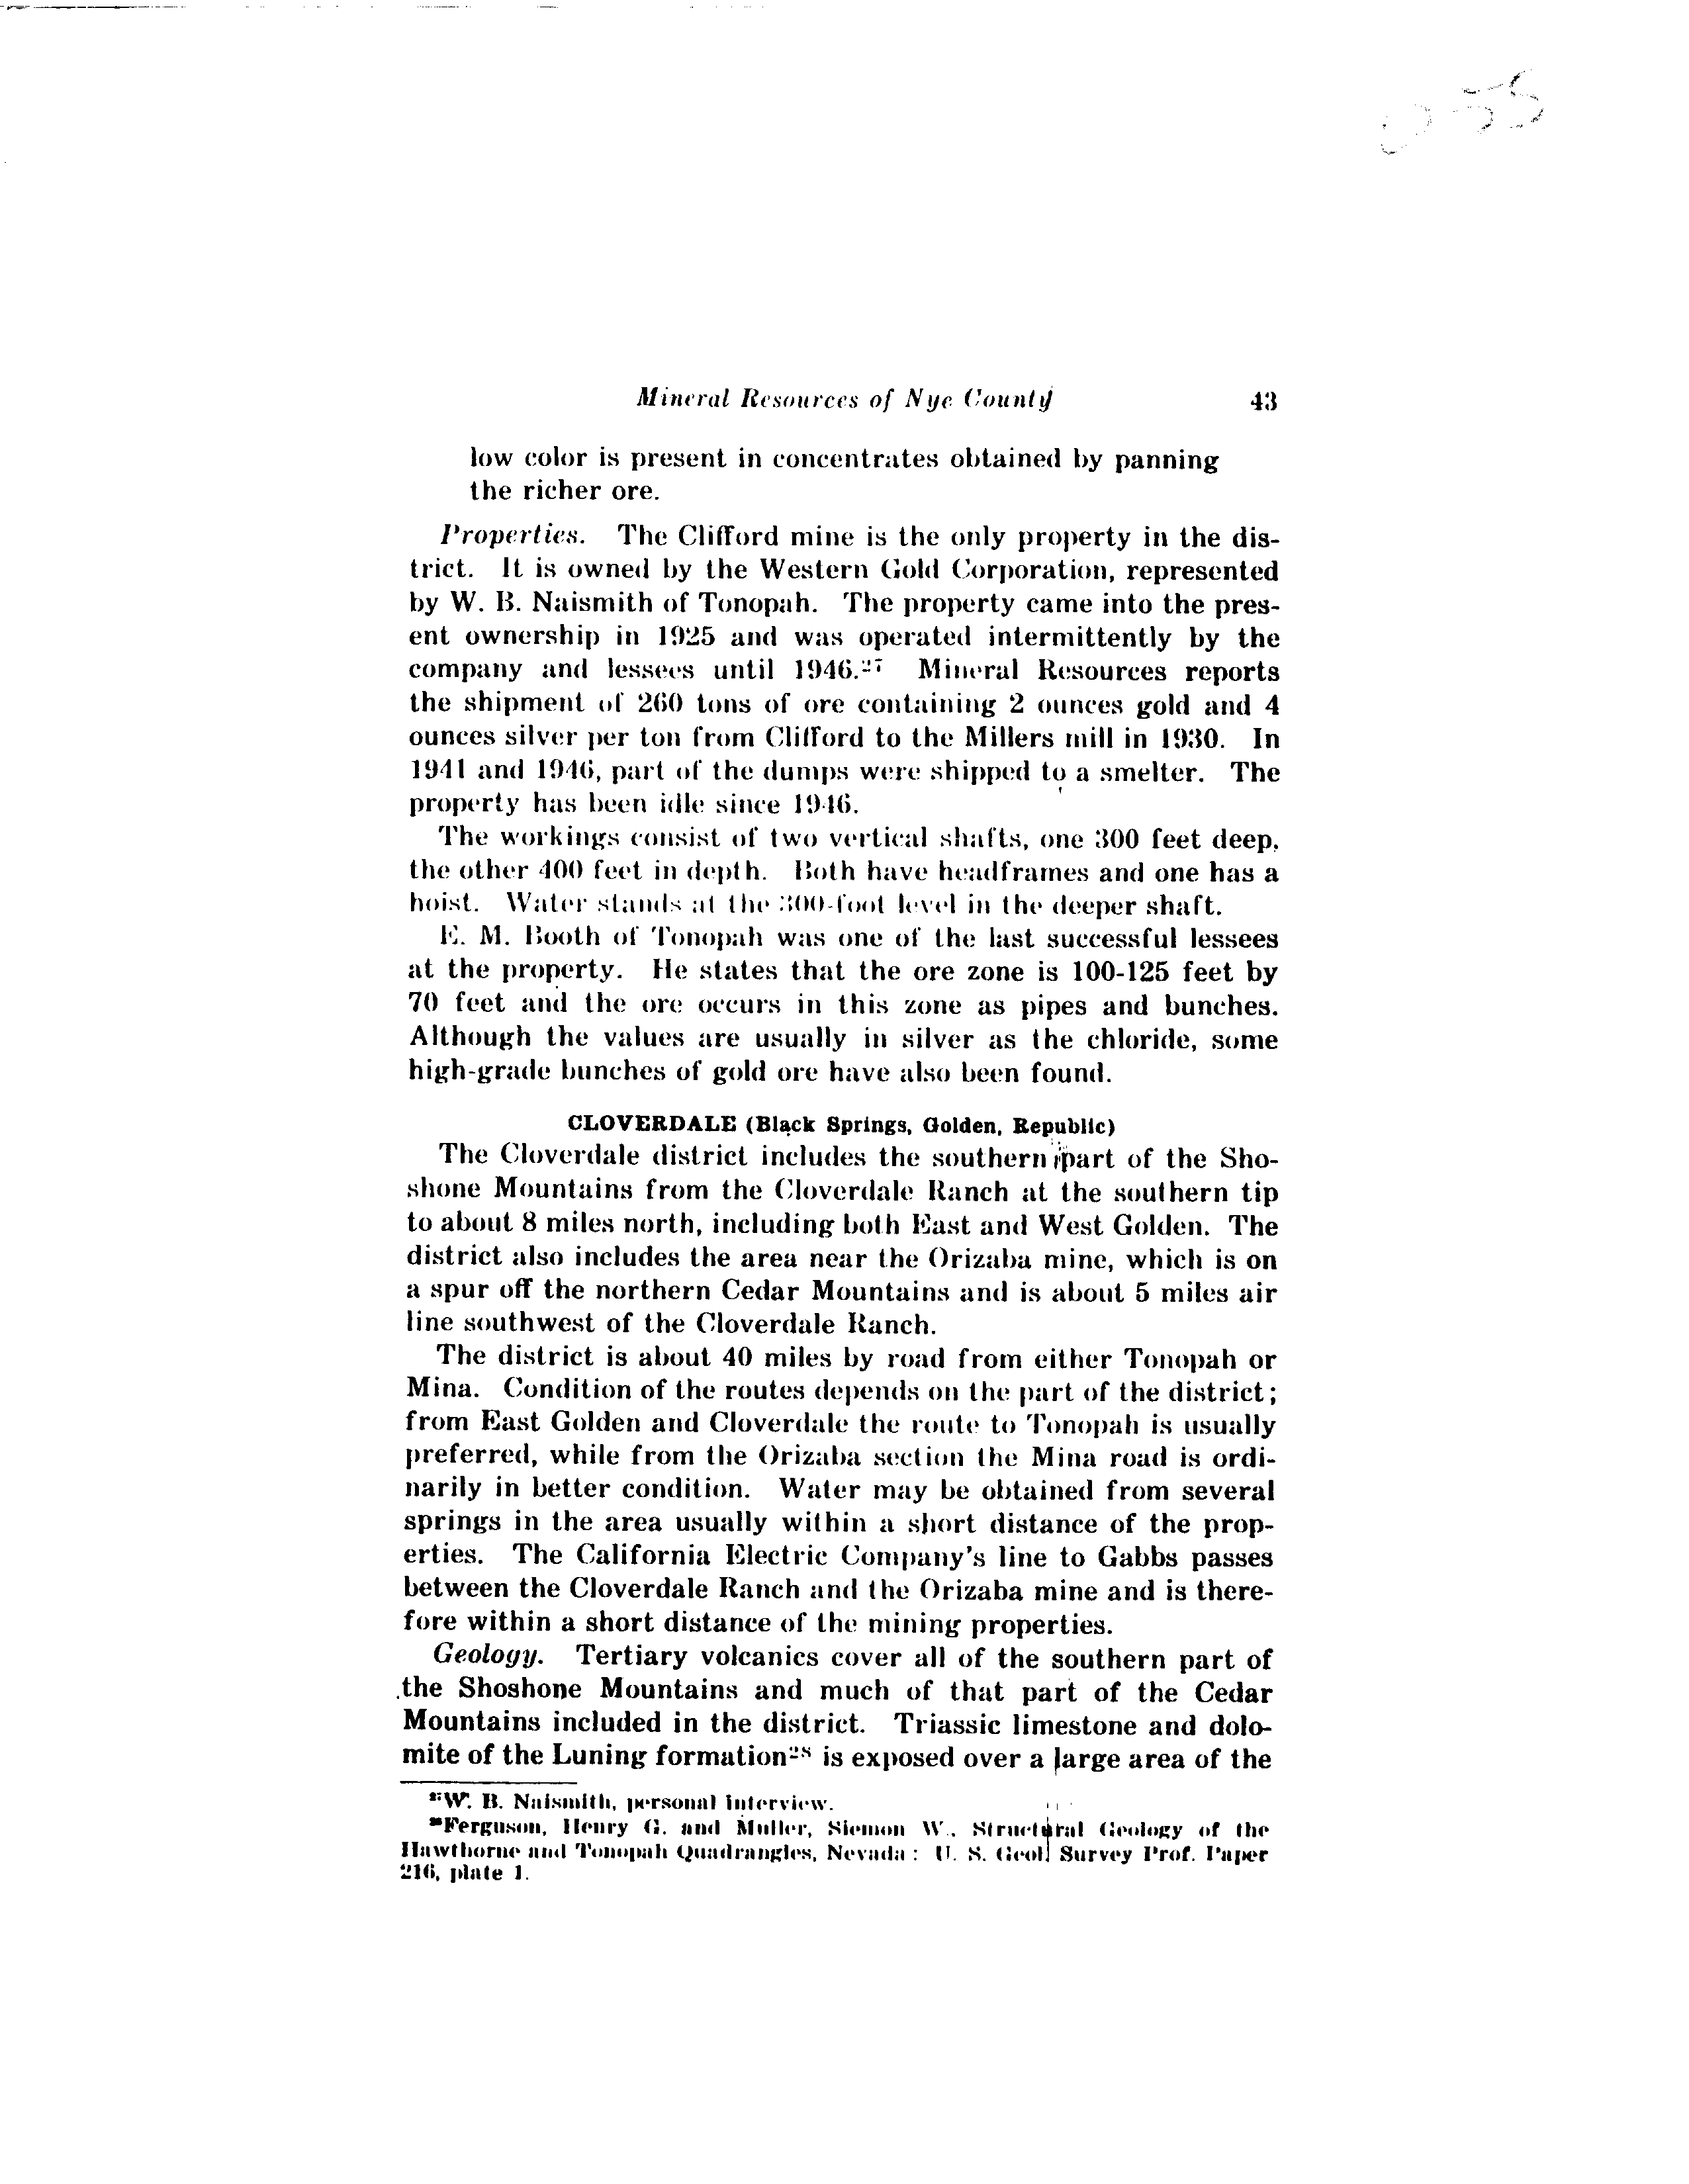 Mineral Resources of Nye County 43
low color is present in concentrates obtained by panning
the richer ore.
Properties. The Clifford mine is the only property in the dis-
trict. It is owned by the Western Gold Corporation, represented
by W. B. Naismith of Tonopah. The property came into the pres-
ent ownership in 1925 and was operated intermittently by the
company and lessees until 1946.²⁷ Mineral Resources reports
the shipment of 260 tons of ore containing 2 ounces gold and 4
ounces silver per ton from Clifford to the Millers mill in 1930. In
1941 and 1946, part of the dumps were shipped to a smelter. The
property has been idle since 1946.
The workings consist of two vertical shafts, one 300 feet deep,
the other 400 feet in depth. Both have headframes and one has a
hoist. Water stands at the 300-foot level in the deeper shaft.
E. M. Booth of Tonopah was one of the last successful lessees
at the property. He states that the ore zone is 100-125 feet by
70 feet and the ore occurs in this zone as pipes and bunches.
Although the values are usually in silver as the chloride, some
high-grade bunches of gold ore have also been found.
CLOVERDALE (Black Springs, Golden, Republic)
The Cloverdale district includes the southern part of the Sho-
shone Mountains from the Cloverdale Ranch at the southern tip
to about 8 miles north, including both East and West Golden. The
district also includes the area near the Orizaba mine, which is on
a spur off the northern Cedar Mountains and is about 5 miles air
line southwest of the Cloverdale Ranch.
The district is about 40 miles by road from either Tonopah or
Mina. Condition of the routes depends on the part of the district;
from East Golden and Cloverdale the route to Tonopah is usually
preferred, while from the Orizaba section the Mina road is ordi-
narily in better condition. Water may be obtained from several
springs in the area usually within a short distance of the prop-
erties. The California Electric Company's line to Gabbs passes
between the Cloverdale Ranch and the Orizaba mine and is there-
fore within a short distance of the mining properties.
Geology. Tertiary volcanics cover all of the southern part of
the Shoshone Mountains and much of that part of the Cedar
Mountains included in the district. Triassic limestone and dolo-
mite of the Luning formation²⁸ is exposed over a large area of the
²⁷W. B. Naismith, personal interview.
²⁸Ferguson, Henry G. and Muller, Siemon W., Structural Geology of the
Hawthorne and Tonopah Quadrangles, Nevada: U. S. Geol. Survey Prof. Paper
216, plate 1.